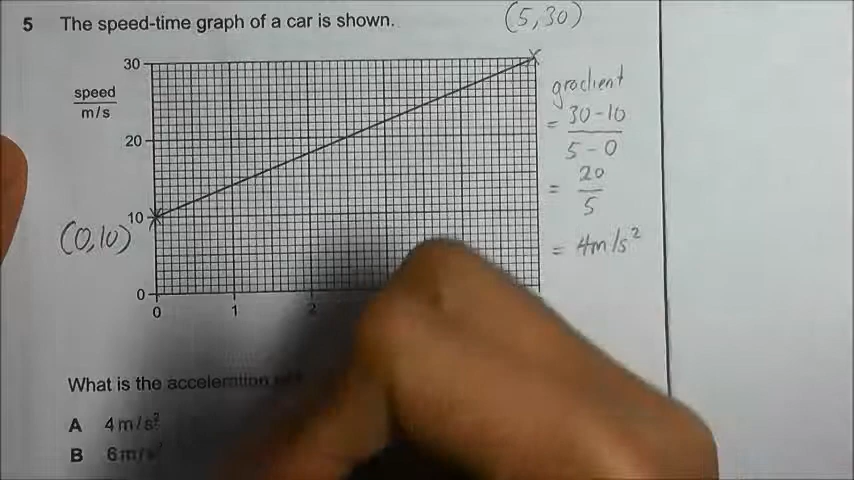 5 The speed-time graph of a car is shown.
(5,30)
30
speed
m/s
20
10
0
0 1 2
(0,10)
gradient
= 30-10
5-0
= 20
5
= 4m/s²
What is the acceleration
A 4 m/s²
B 6 m/s